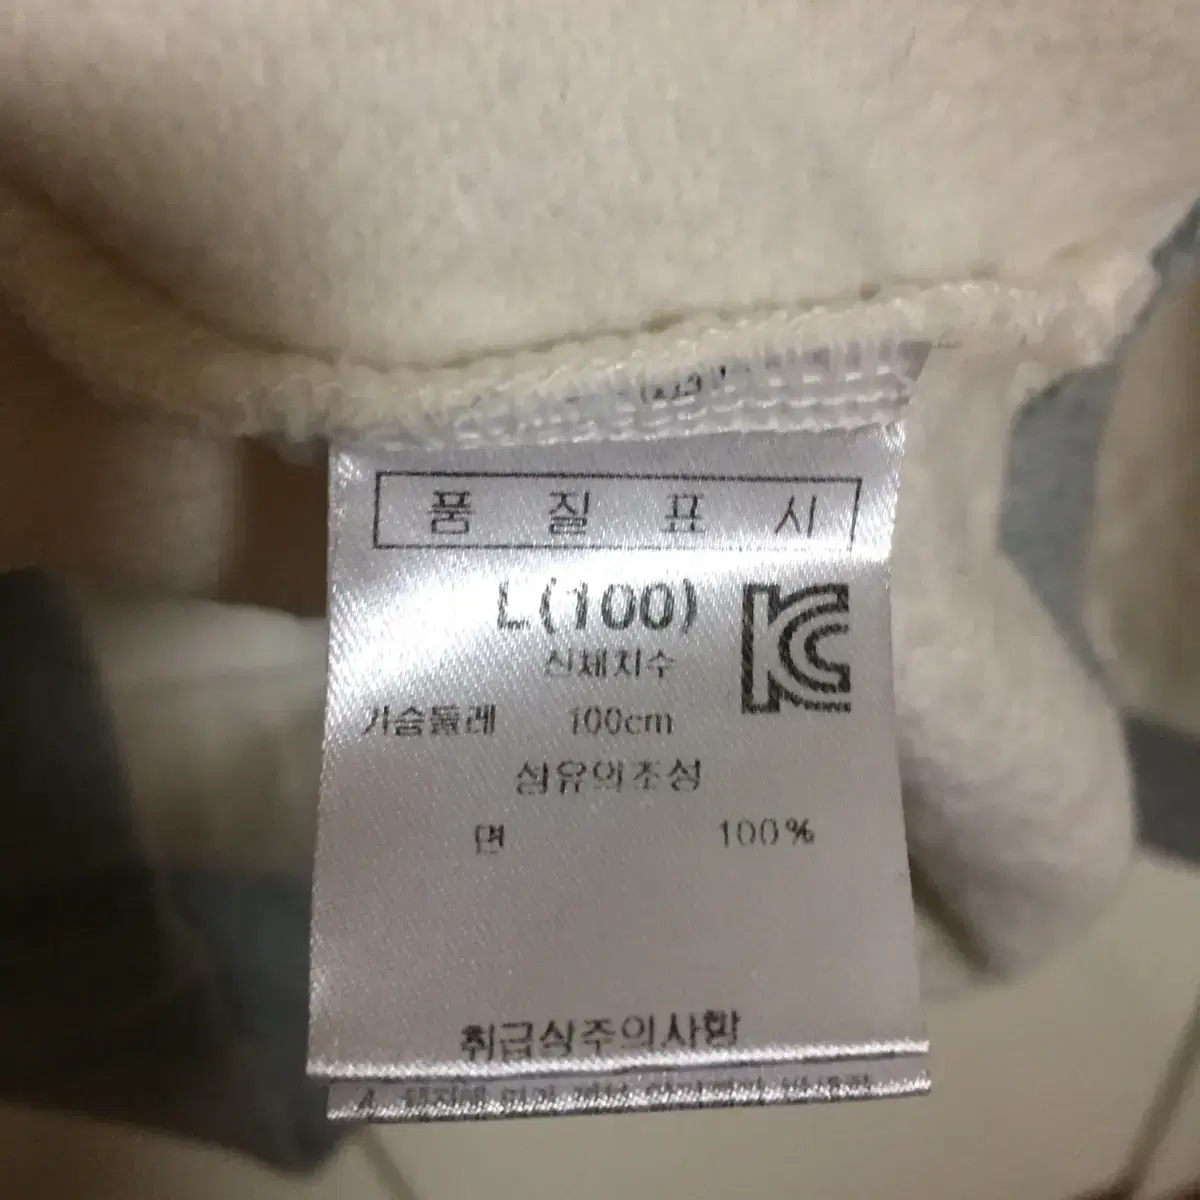 품 질 표 시
L(100)
KC
신체치수
가슴둘레 100cm
섬유의조성
면 100%
취급상주의사항